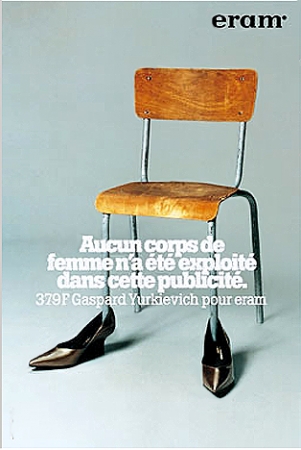 eram.
Aucun corps de
femme n'a été exploité
dans cette publicité.
379F Gaspard Yurkievich pour eram